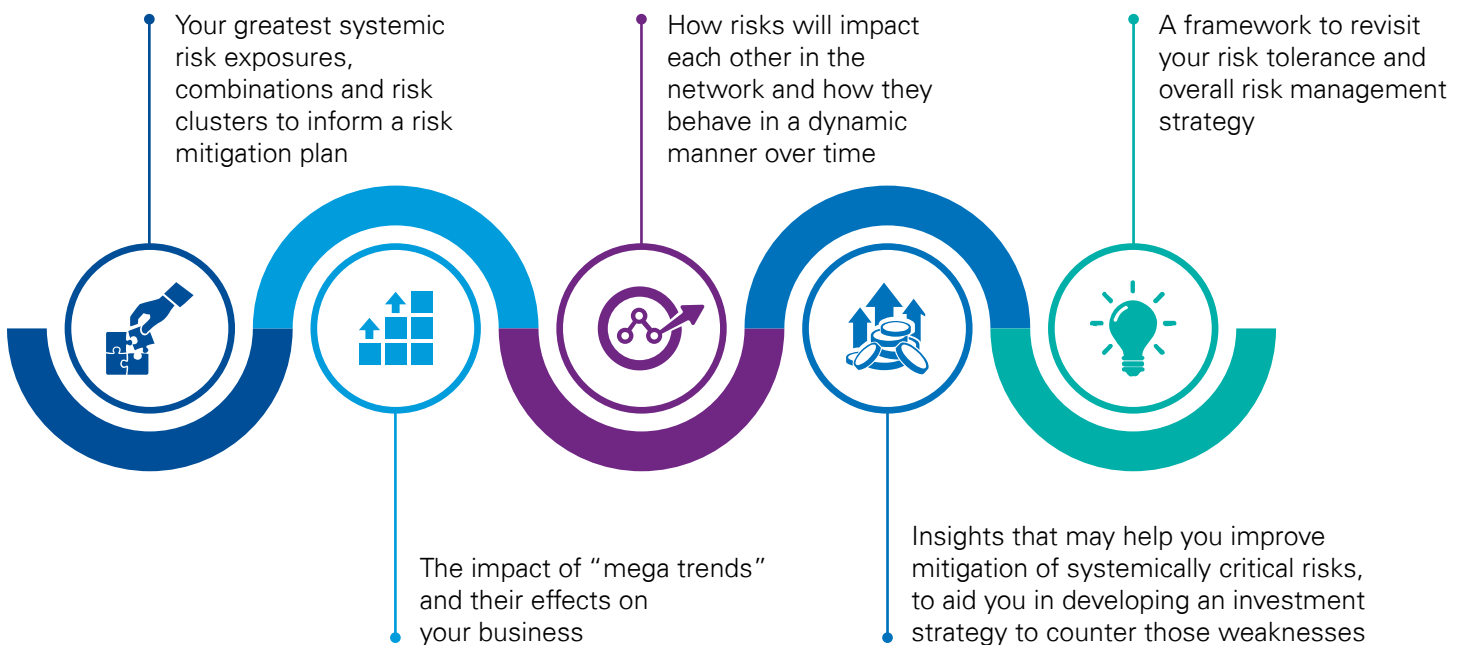 Your greatest systemic
risk exposures,
combinations and risk
clusters to inform a risk
mitigation plan
The impact of “mega trends”
and their effects on
your business
How risks will impact
each other in the
network and how they
behave in a dynamic
manner over time
Insights that may help you improve
mitigation of systemically critical risks,
to aid you in developing an investment
strategy to counter those weaknesses
A framework to revisit
your risk tolerance and
overall risk management
strategy